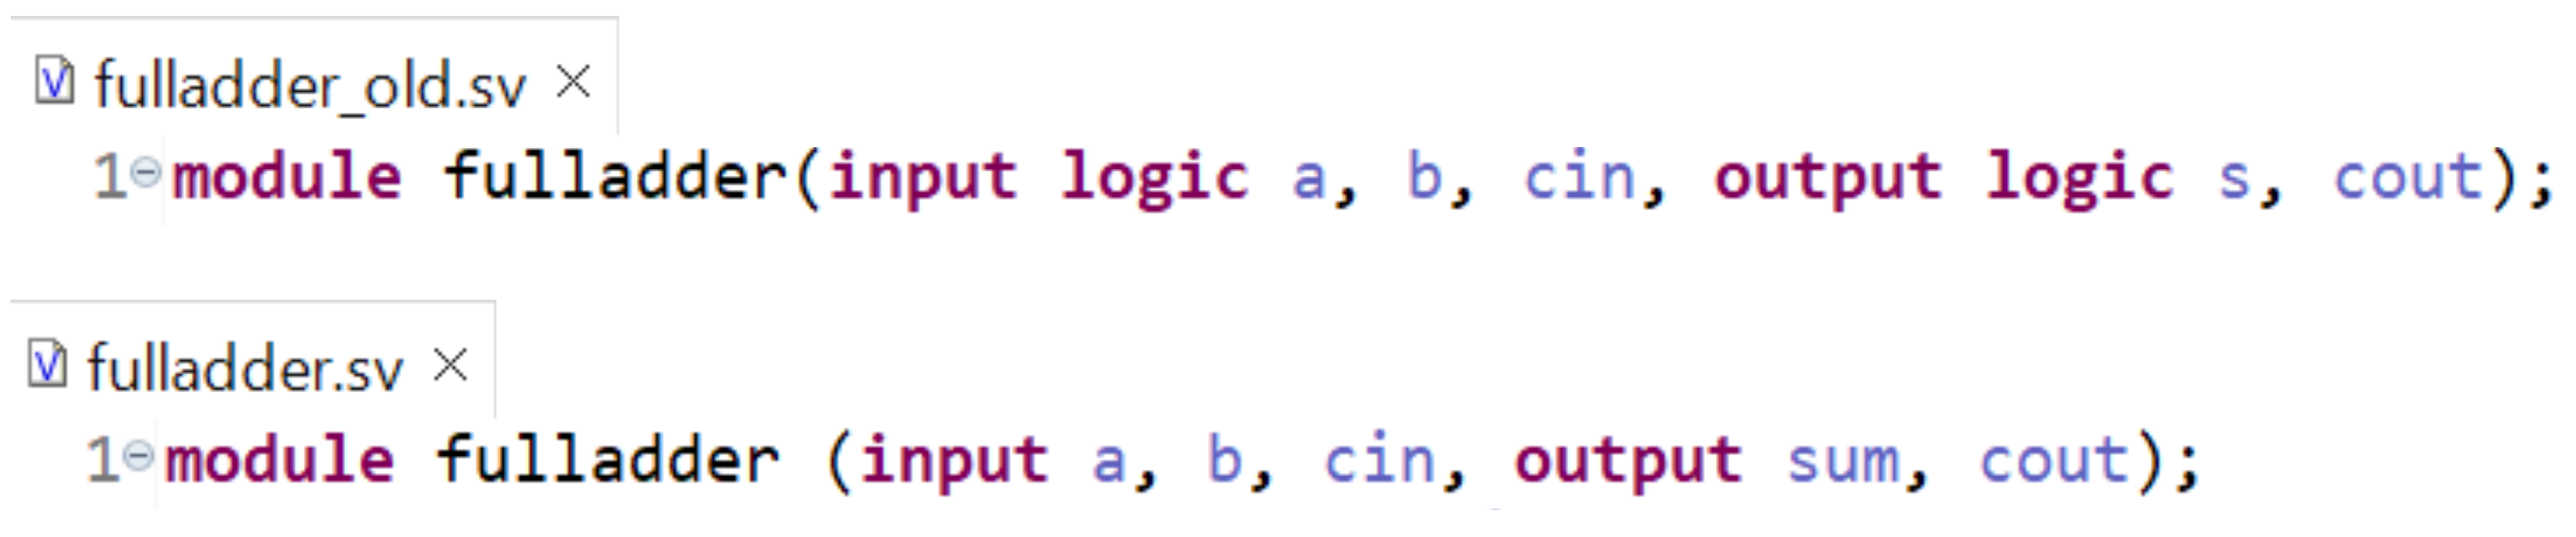 fulladder_old.sv
1 module fulladder(input logic a, b, cin, output logic s, cout);
fulladder.sv
1 module fulladder (input a, b, cin, output sum, cout);